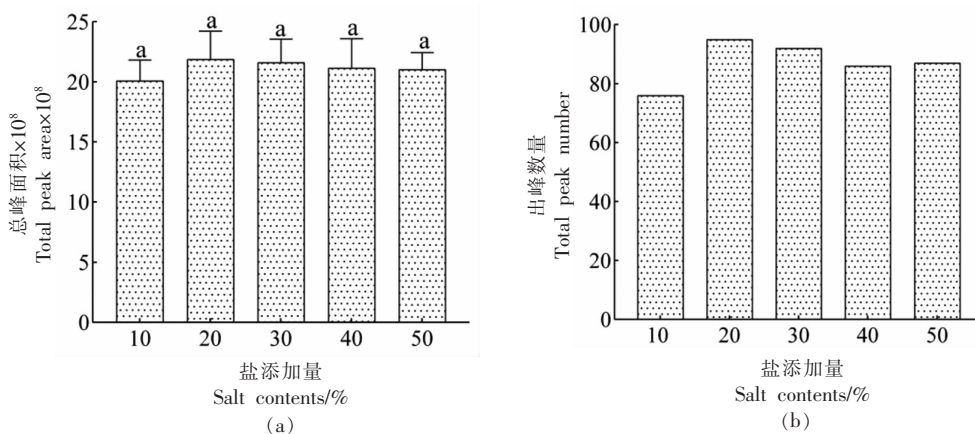 25
20
15
10
5
0
总峰面积×10⁸
Total peak area×10⁸
a a a a a
10 20 30 40 50
盐添加量
Salt contents/%
(a)
100
80
60
40
20
0
出峰数量
Total peak number
10 20 30 40 50
盐添加量
Salt contents/%
(b)